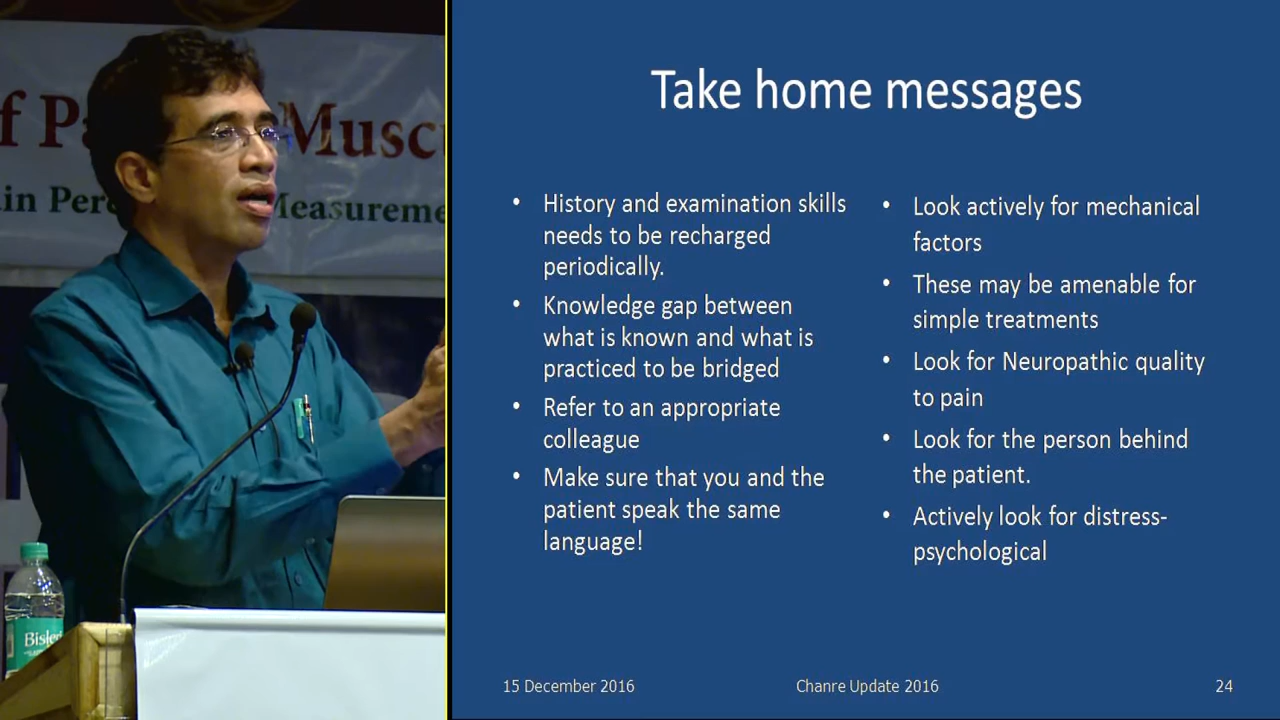 Take home messages
History and examination skills
needs to be recharged
periodically.
Knowledge gap between
what is known and what is
practiced to be bridged
Refer to an appropriate
colleague
Make sure that you and the
patient speak the same
language!
Look actively for mechanical
factors
These may be amenable for
simple treatments
Look for Neuropathic quality
to pain
Look for the person behind
the patient.
Actively look for distress-
psychological
15 December 2016
Chanre Update 2016
24